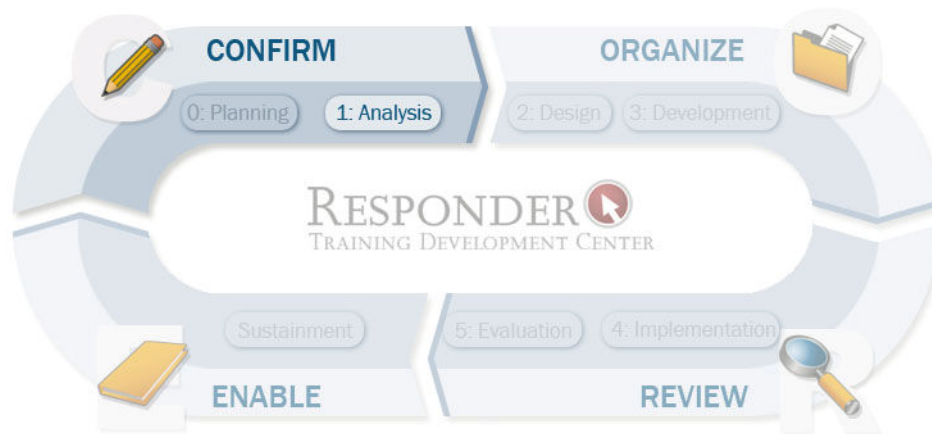 CONFIRM
ORGANIZE
0: Planning
1: Analysis
2: Design
3: Development
RESPONDER
TRAINING DEVELOPMENT CENTER
Sustainment
5: Evaluation
4: Implementation
ENABLE
REVIEW